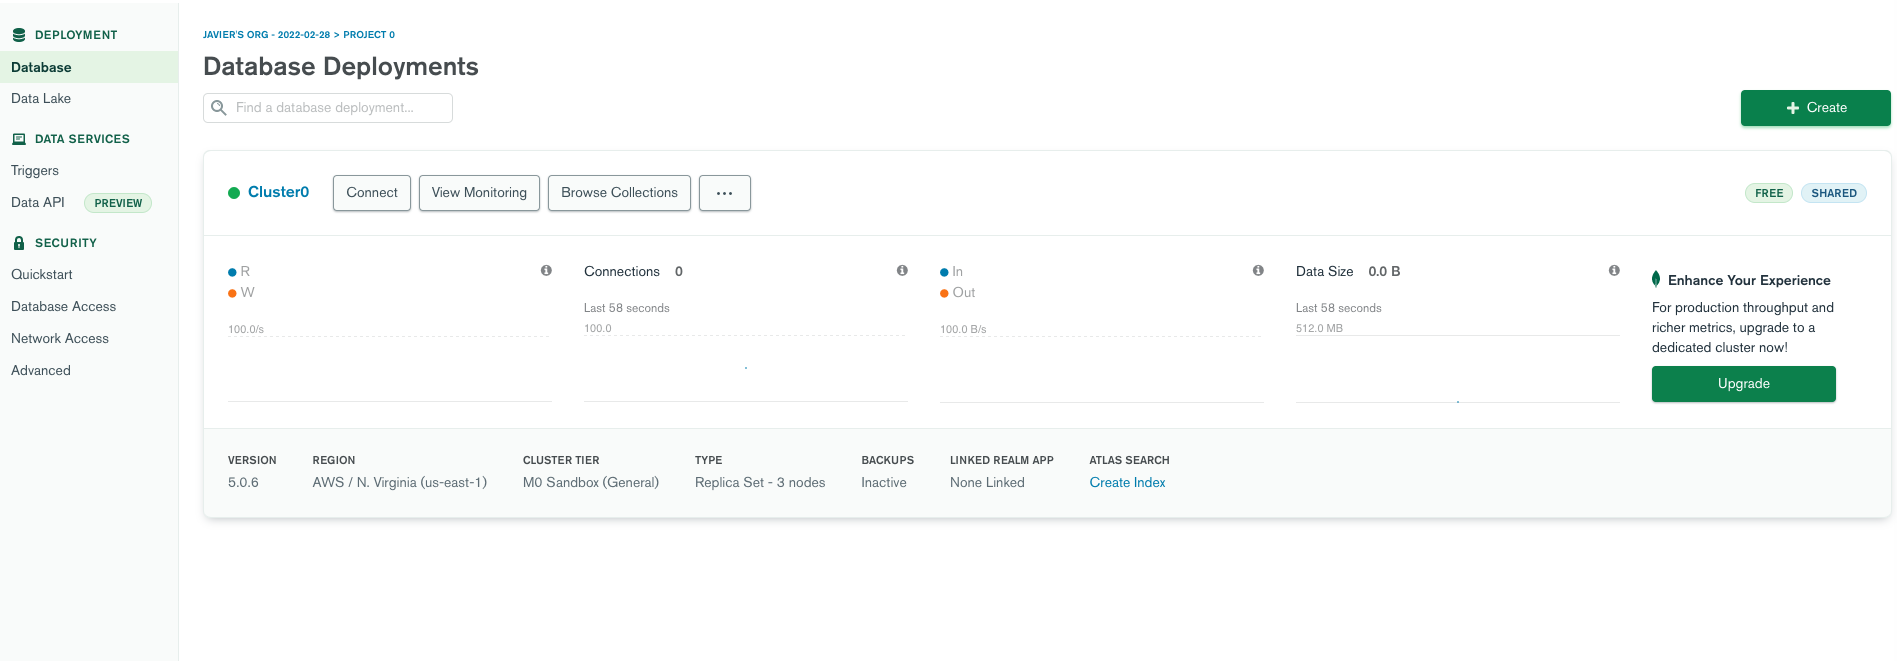 DEPLOYMENT
Database
Data Lake
DATA SERVICES
Triggers
Data API PREVIEW
SECURITY
Quickstart
Database Access
Network Access
Advanced
JAVIER'S ORG - 2022-02-28 > PROJECT 0
Database Deployments
Find a database deployment...
+ Create
Cluster0 Connect View Monitoring Browse Collections ...
FREE SHARED
R
W
100.0/s
Connections 0
Last 58 seconds
100.0
In
Out
100.0 B/s
Data Size 0.0 B
Last 58 seconds
512.0 MB
Enhance Your Experience
For production throughput and
richer metrics, upgrade to a
dedicated cluster now!
Upgrade
VERSION REGION CLUSTER TIER TYPE BACKUPS LINKED REALM APP ATLAS SEARCH
5.0.6 AWS / N. Virginia (us-east-1) M0 Sandbox (General) Replica Set - 3 nodes Inactive None Linked Create Index